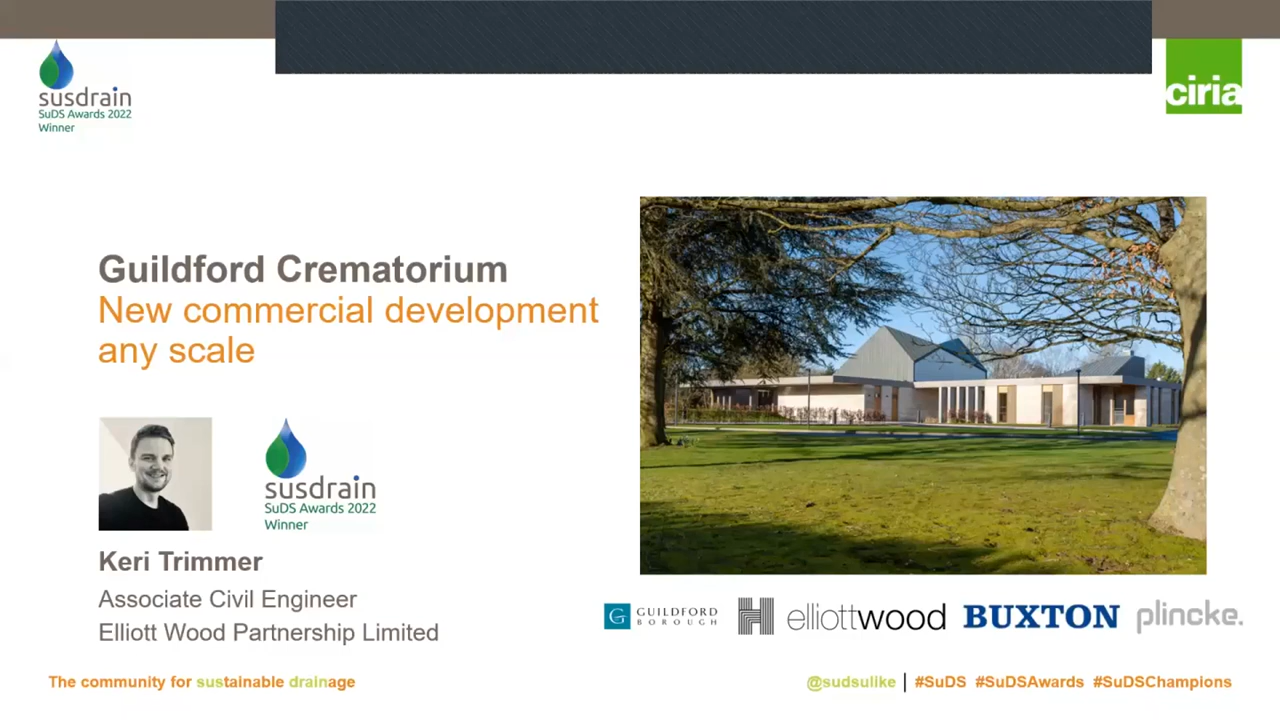 susdrain
SuDS Awards 2022
Winner
ciria
Guildford Crematorium
New commercial development
any scale
susdrain
SuDS Awards 2022
Winner
Keri Trimmer
Associate Civil Engineer
Elliott Wood Partnership Limited
G GUILDFORD
BOROUGH
elliottwood
BUXTON
plincke.
The community for sustainable drainage
@sudsulike | #SuDS #SuDSAwards #SuDSChampions